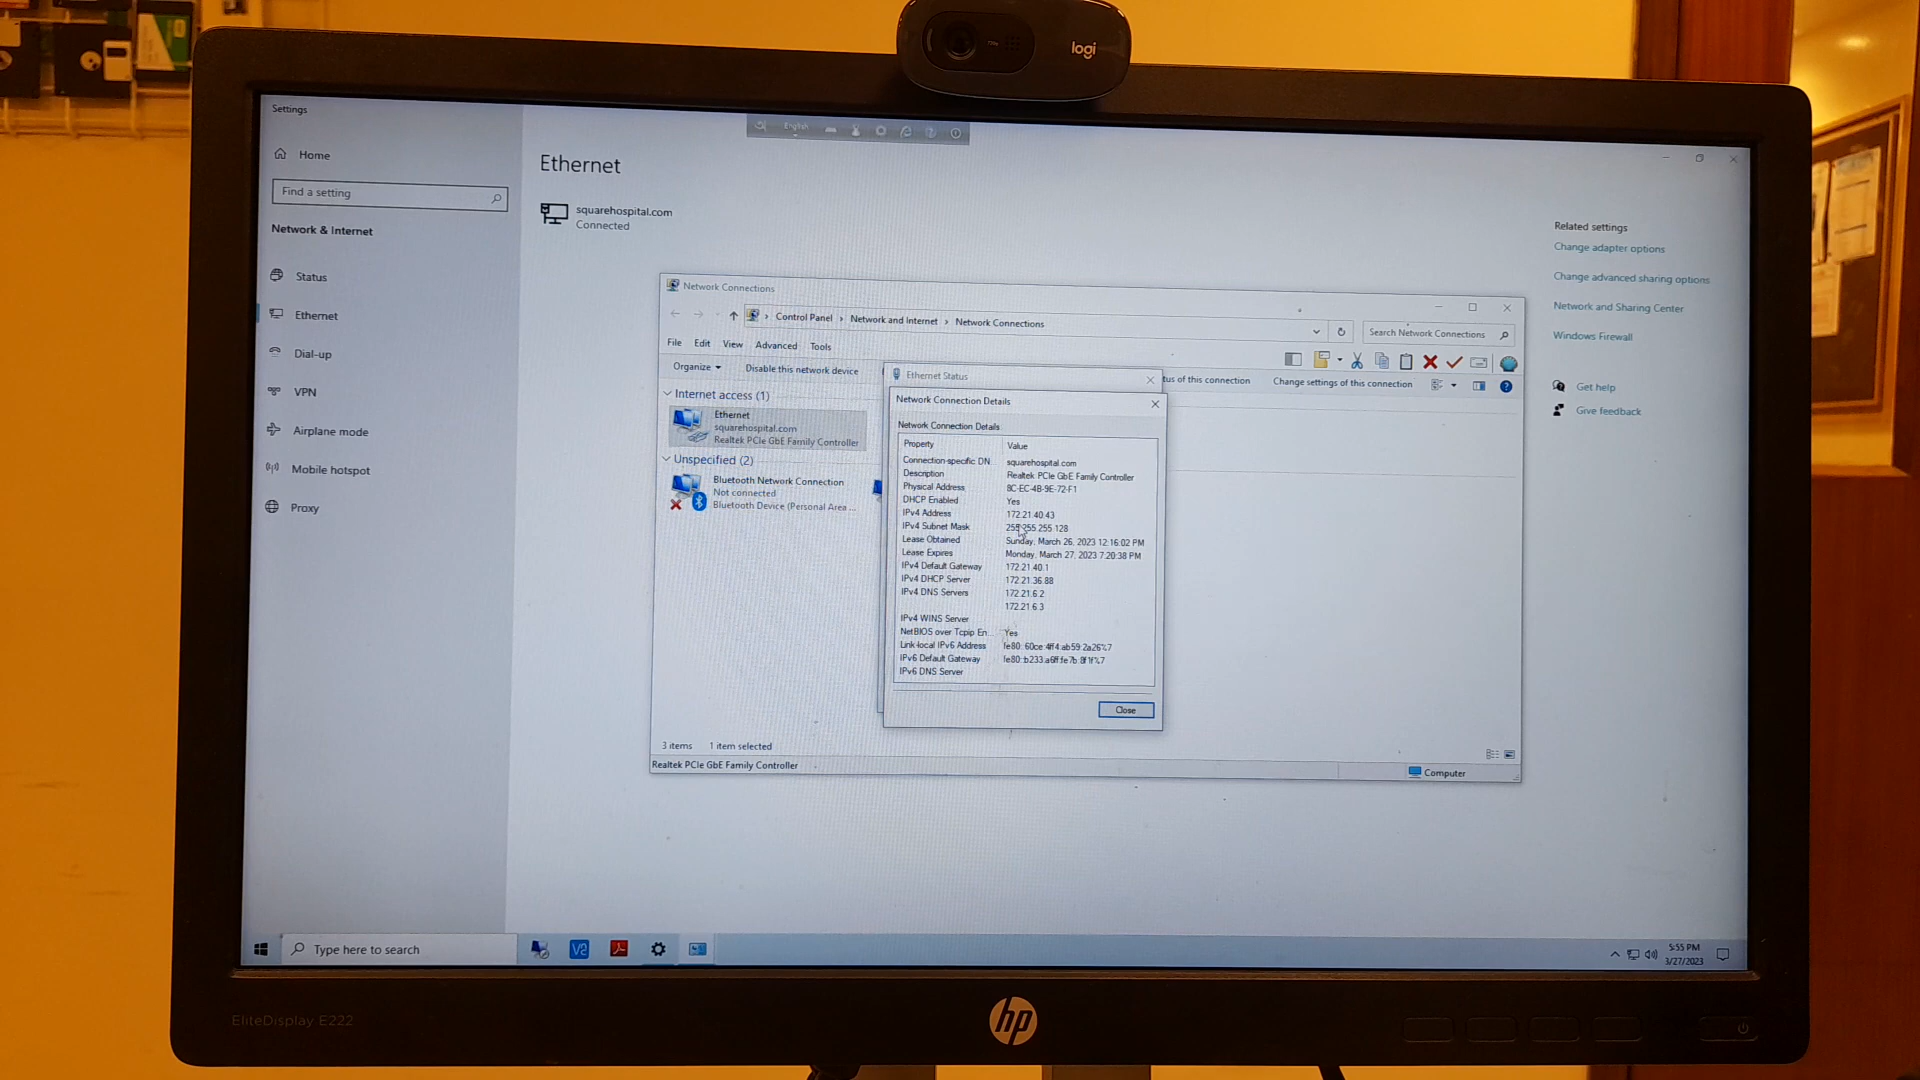 logi
Settings
English
Home
Find a setting
Network & Internet
Status
Ethernet
Dial-up
VPN
Airplane mode
Mobile hotspot
Proxy
Ethernet
squarehospital.com
Connected
Related settings
Change adapter options
Change advanced sharing options
Network and Sharing Center
Windows Firewall
Get help
Give feedback
Network Connections
Control Panel > Network and Internet > Network Connections
Search Network Connections
File Edit View Advanced Tools
Organize Disable this network device
tus of this connection Change settings of this connection
Internet access (1)
Ethernet
squarehospital.com
Realtek PCIe GbE Family Controller
Unspecified (2)
Bluetooth Network Connection
Not connected
Bluetooth Device (Personal Area ...
Ethernet Status
Network Connection Details
Network Connection Details
Property Value
Connection-specific DN squarehospital.com
Description Realtek PCIe GbE Family Controller
Physical Address 8C-EC-4B-9E-72-F1
DHCP Enabled Yes
IPv4 Address 172.21.40.43
IPv4 Subnet Mask 255.255.255.128
Lease Obtained Sunday, March 26, 2023 12:16:02 PM
Lease Expires Monday, March 27, 2023 7:20:38 PM
IPv4 Default Gateway 172.21.40.1
IPv4 DHCP Server 172.21.36.88
IPv4 DNS Servers 172.21.6.2
172.21.6.3
IPv4 WINS Server
NetBIOS over Tcpip En... Yes
Link-local IPv6 Address fe80::60ce:4ff4:ab59:2a26%7
IPv6 Default Gateway
IPv6 DNS Server
Close
3 items 1 item selected
Realtek PCIe GbE Family Controller
Computer
Type here to search
V2
5:55 PM
3/27/2023
EliteDisplay E222
hp